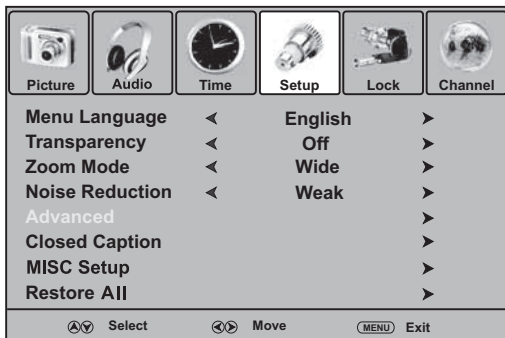 Picture Audio Time Setup Lock Channel
Menu Language English
Transparency Off
Zoom Mode Wide
Noise Reduction Weak
Advanced
Closed Caption
MISC Setup
Restore All
Select Move MENU Exit